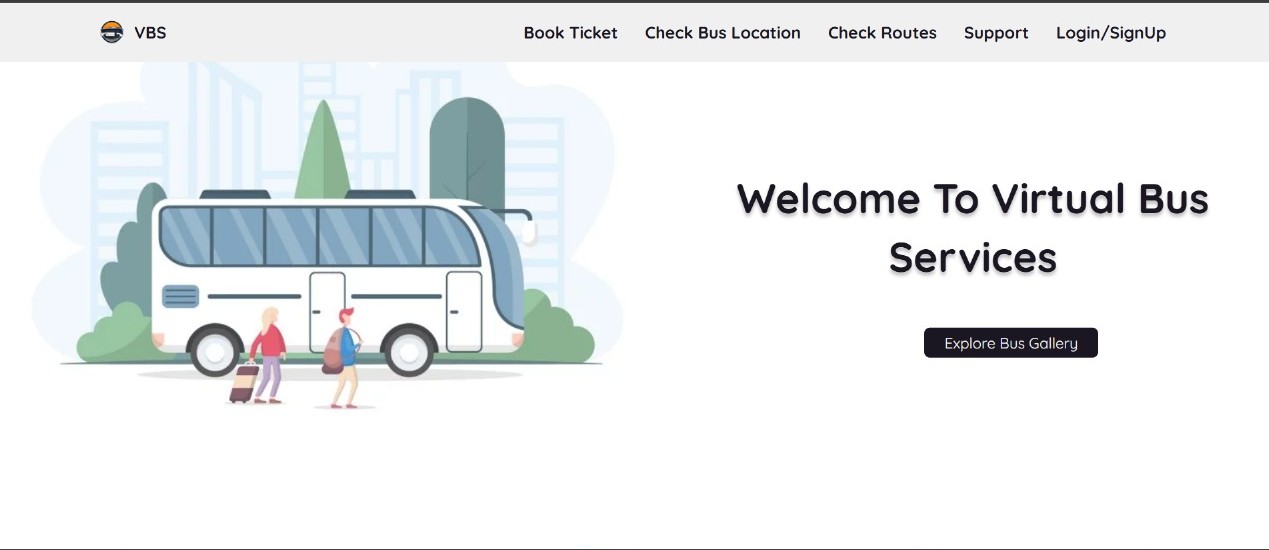 VBS
Book Ticket
Check Bus Location
Check Routes
Support
Login/SignUp
Welcome To Virtual Bus
Services
Explore Bus Gallery